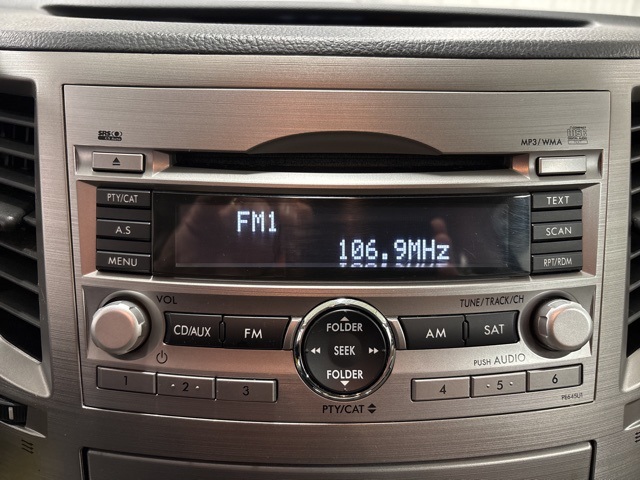 SRS
MP3/WMA
PTY/CAT
TEXT
FM1
A.S
SCAN
106.9MHz
MENU
RPT/RDM
VOL
TUNE/TRACK/CH
CD/AUX FM
FOLDER
SEEK
FOLDER
AM SAT
PUSH AUDIO
1 2 3
4 5 6
PTY/CAT